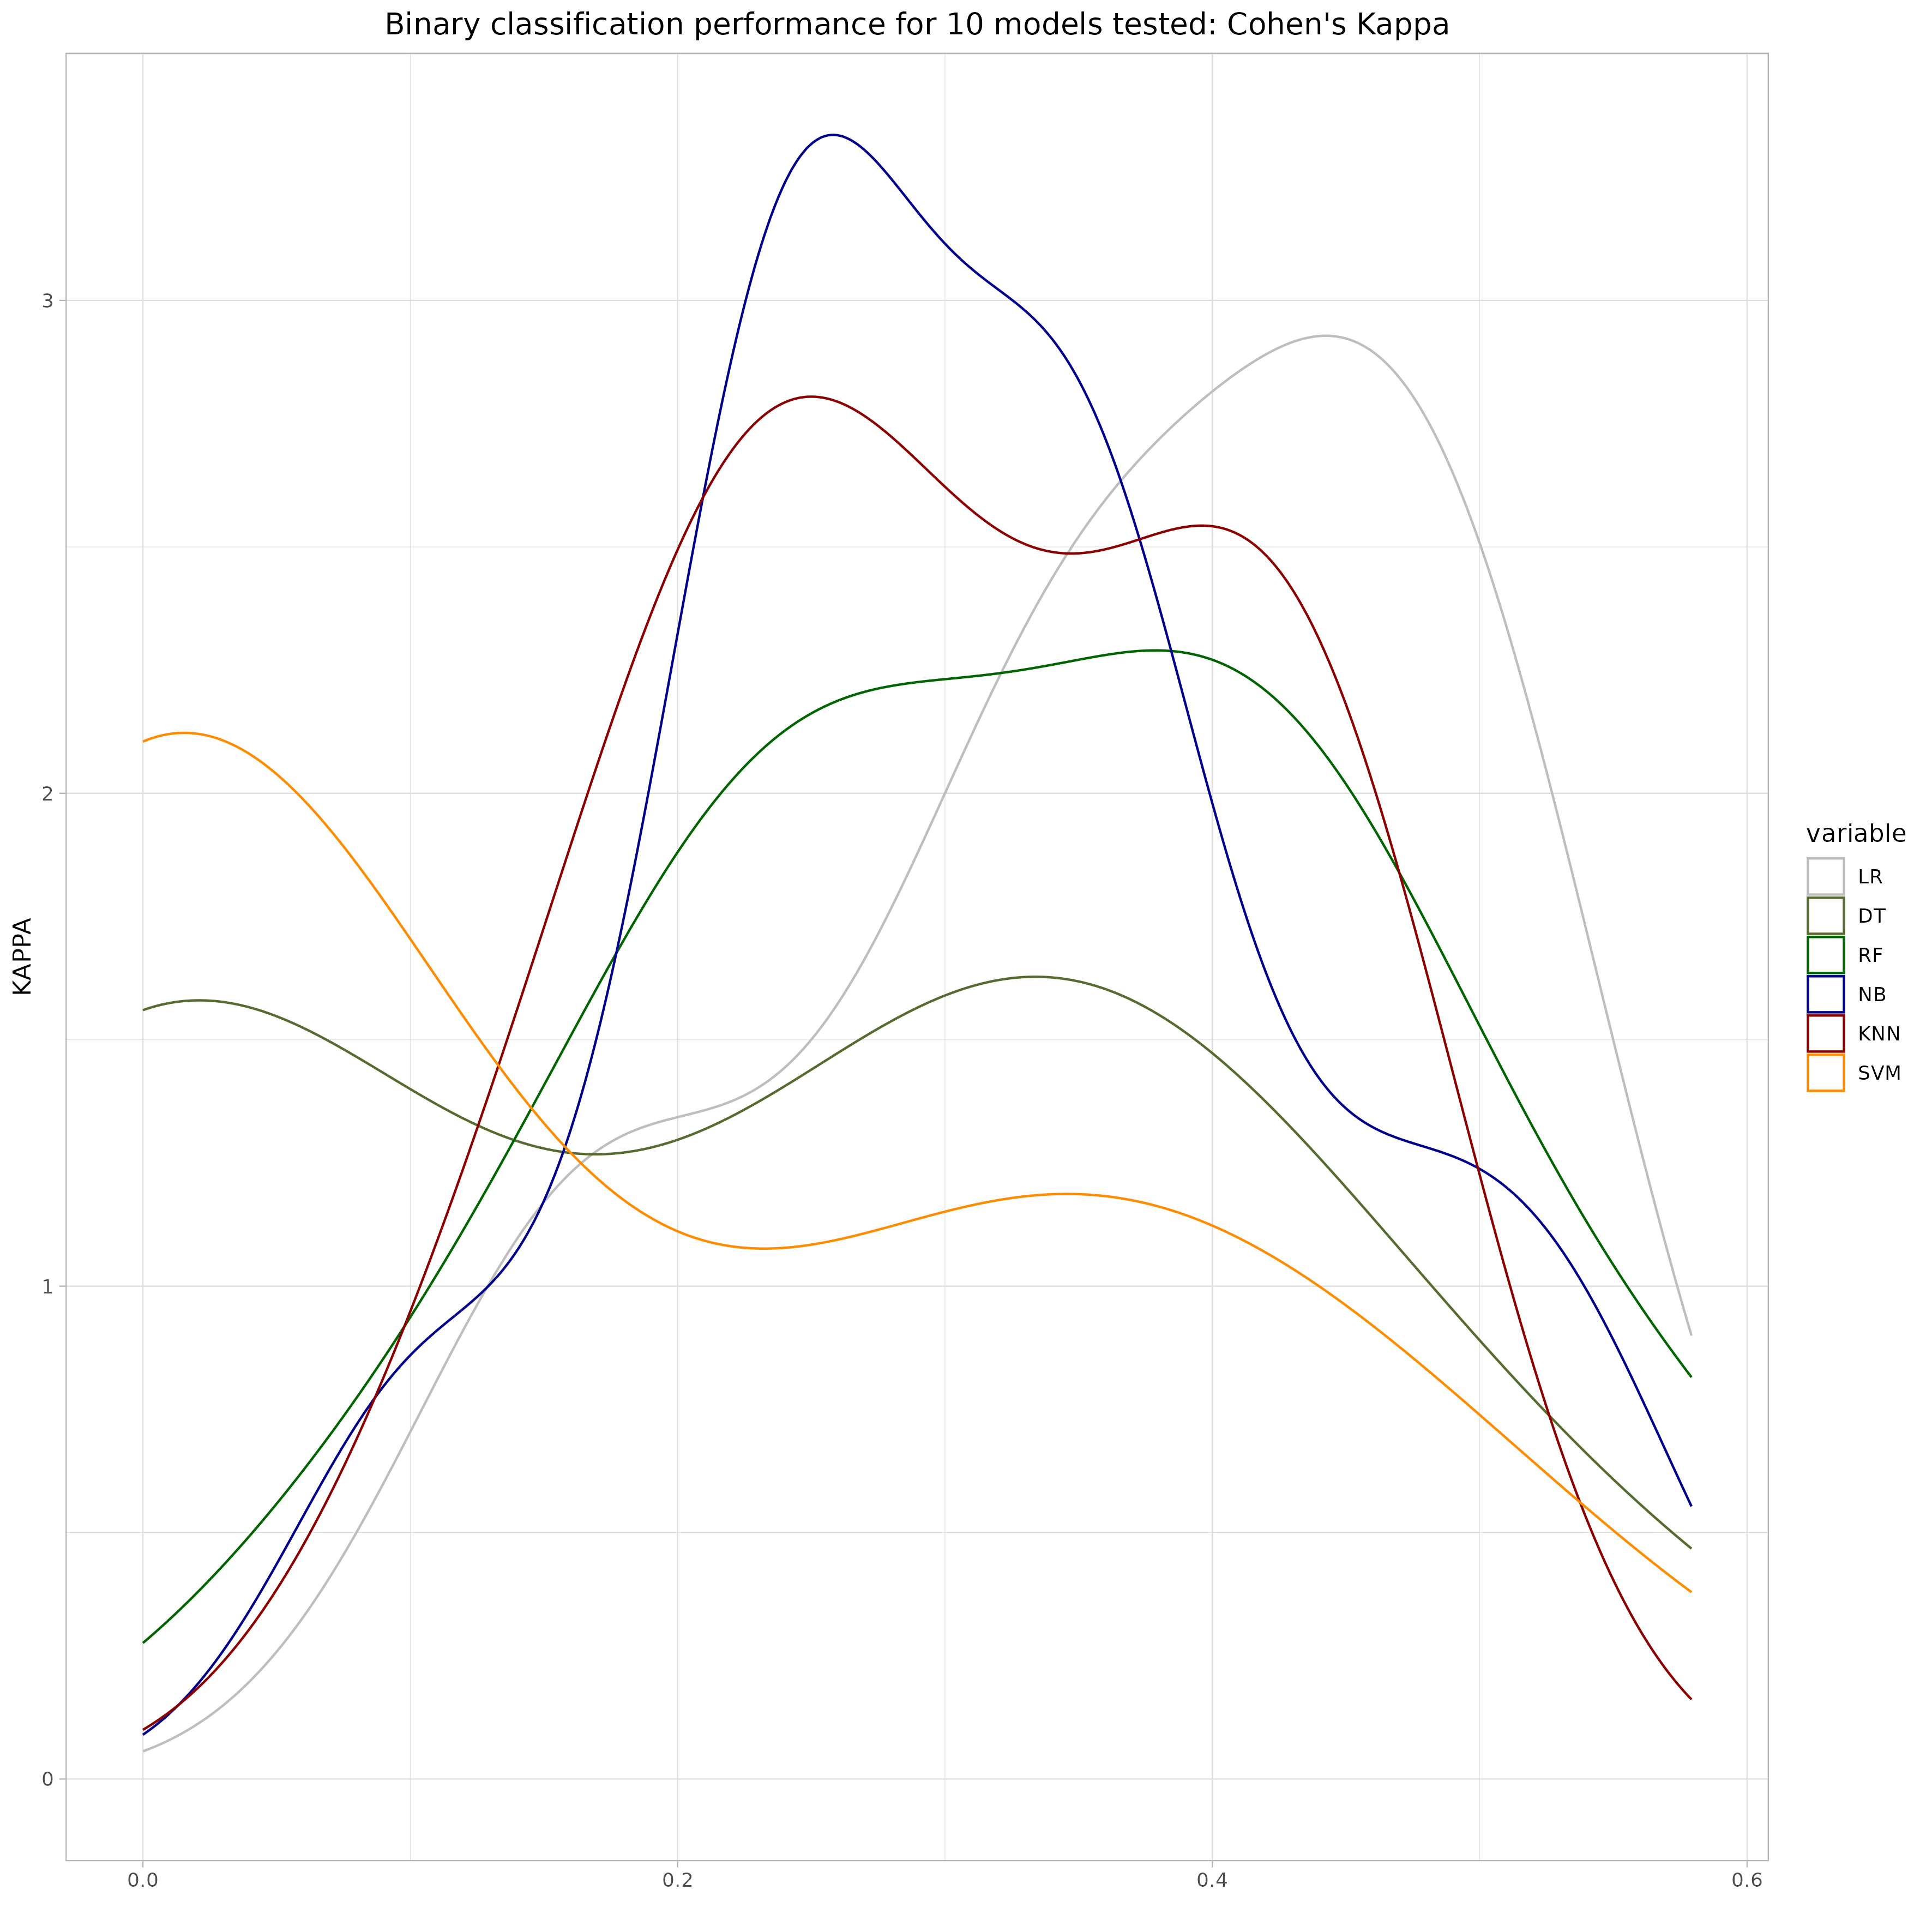 Binary classification performance for 10 models tested: Cohen's Kappa
KAPPA
3
2
1
0
0.0
0.2
0.4
0.6
variable
LR
DT
RF
NB
KNN
SVM